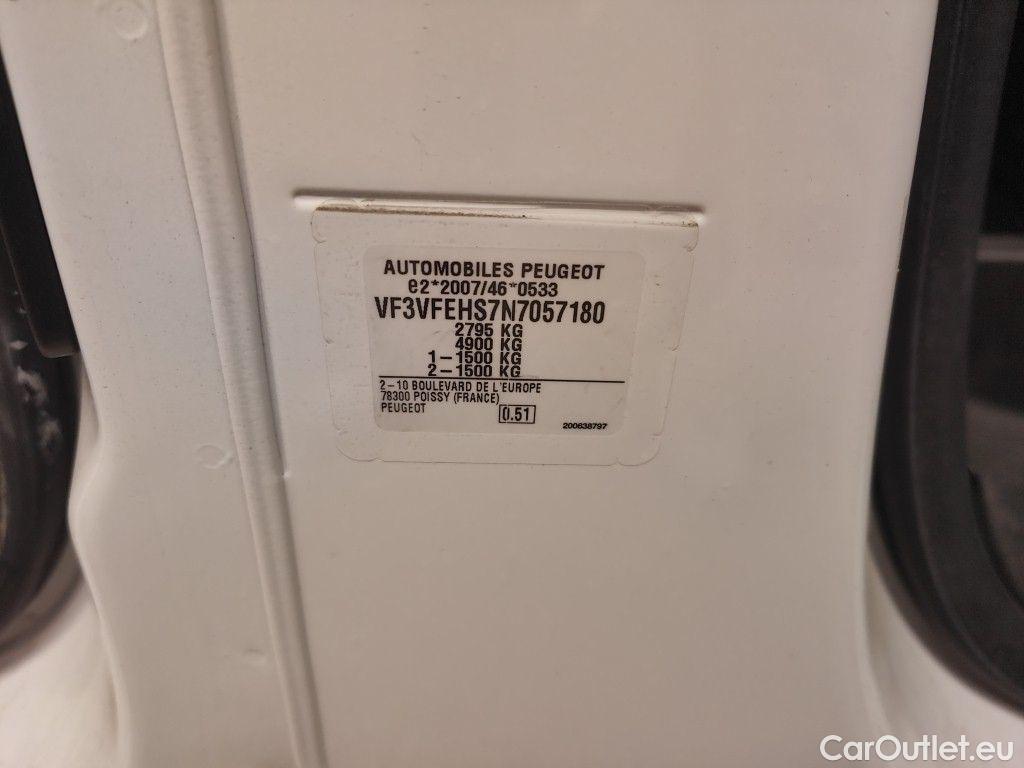 AUTOMOBILES PEUGEOT
e2*2007/46*0533
VF3VFEHS7N7057180
2795 KG
4900 KG
1-1500 KG
2-1500 KG
2-10 BOULEVARD DE L'EUROPE
78300 POISSY (FRANCE)
PEUGEOT 0.51
200638797
CarOutlet.eu